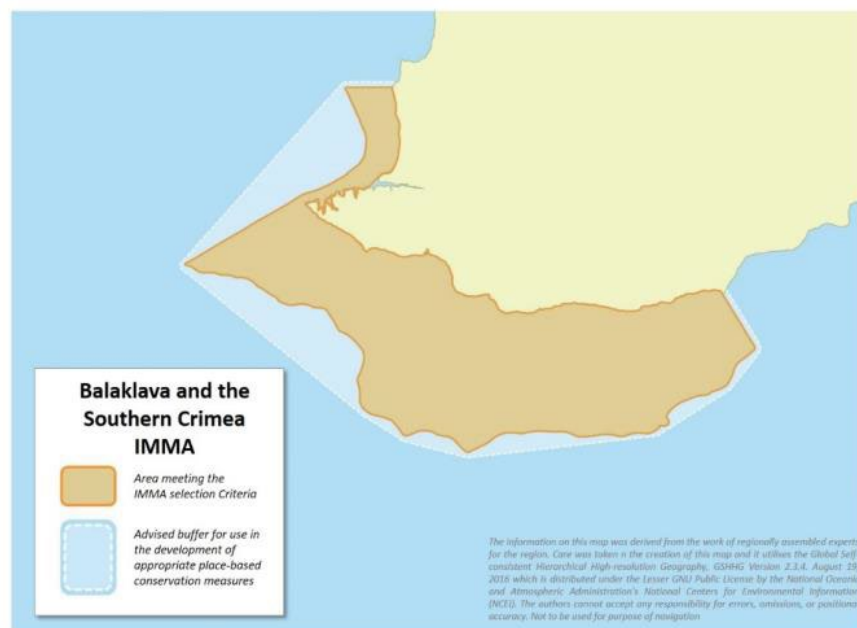 Balaklava and the
Southern Crimea
IMMA
Area meeting the
IMMA selection Criteria
Advised buffer for use in
the development of
appropriate place-based
conservation measures
The information on this map was derived from the work of regionally assembled experts
for the region. Care was taken n the creation of this map and it utilises the Global Self-
consistent Hierarchical High-resolution Geography, GSHHG Version 2.3.4. August 19,
2016 which is distributed under the Lesser GNU Public License by the National Oceanic
and Atmospheric Administration's National Centers for Environmental Information
(NCEI). The authors cannot accept any responsibility for errors, omissions, or positional
accuracy. Not to be used for purpose of navigation